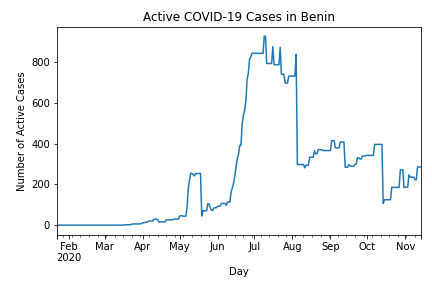 Active COVID-19 Cases in Benin
Number of Active Cases
800
600
400
200
0
Feb Mar Apr May Jun Jul Aug Sep Oct Nov
2020
Day